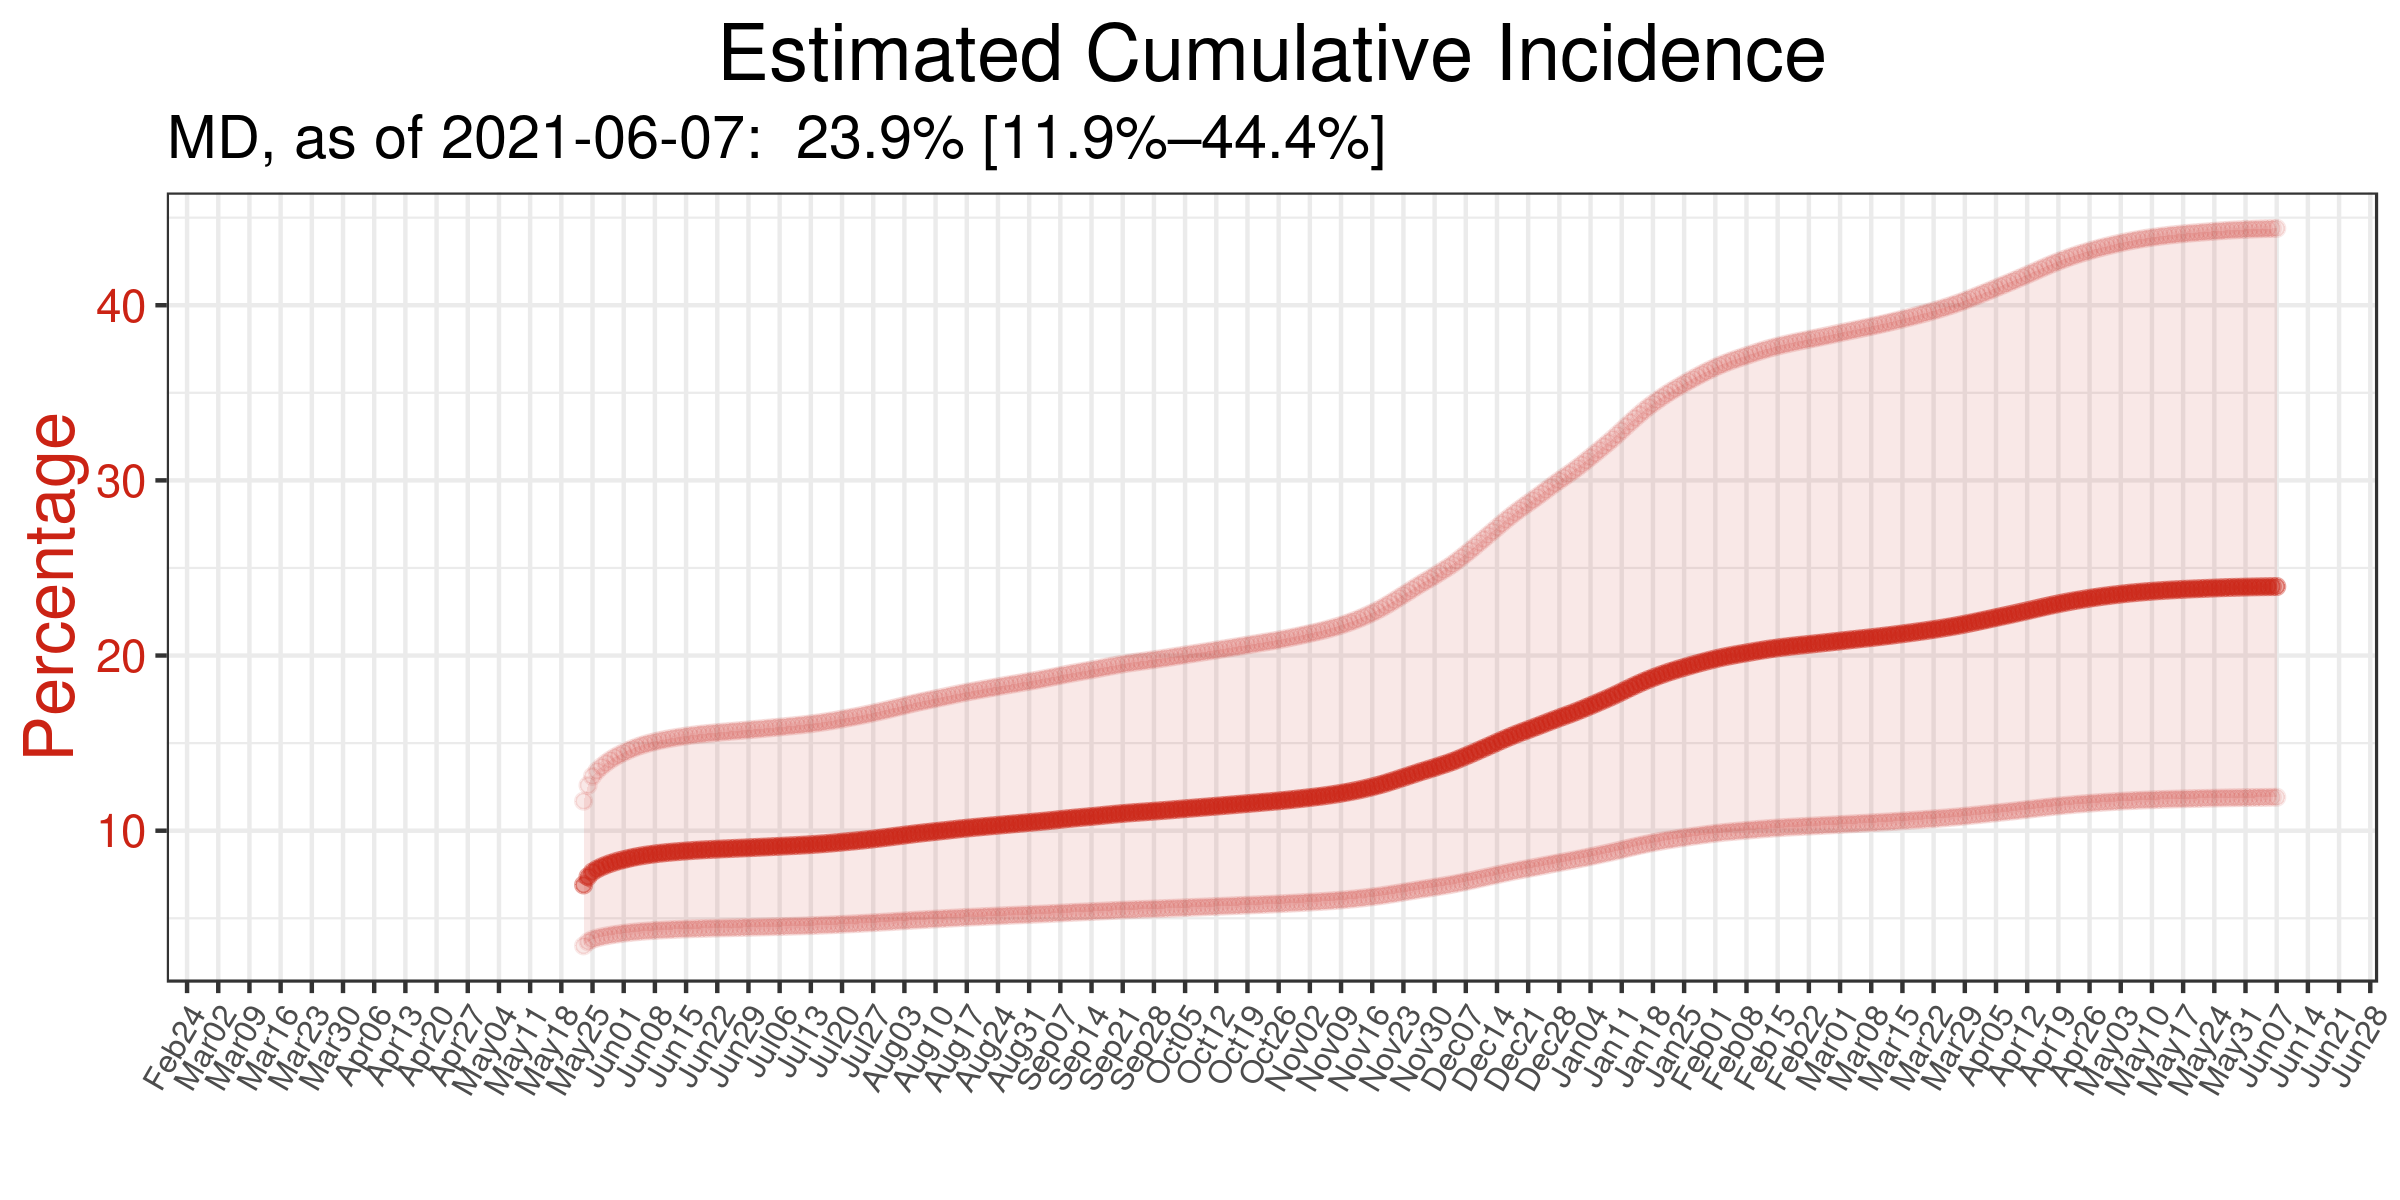 Estimated Cumulative Incidence
MD, as of 2021-06-07:  23.9% [11.9%–44.4%]
Percentage
40
30
20
10
Feb24
Mar02
Mar09
Mar16
Mar23
Mar30
Apr06
Apr13
Apr20
Apr27
May04
May11
May18
May25
Jun01
Jun08
Jun15
Jun22
Jun29
Jul06
Jul13
Jul20
Jul27
Aug03
Aug10
Aug17
Aug24
Aug31
Sep07
Sep14
Sep21
Sep28
Oct05
Oct12
Oct19
Oct26
Nov02
Nov09
Nov16
Nov23
Nov30
Dec07
Dec14
Dec21
Dec28
Jan04
Jan11
Jan18
Jan25
Feb01
Feb08
Feb15
Feb22
Mar01
Mar08
Mar15
Mar22
Mar29
Apr05
Apr12
Apr19
Apr26
May03
May10
May17
May24
May31
Jun07
Jun14
Jun21
Jun28